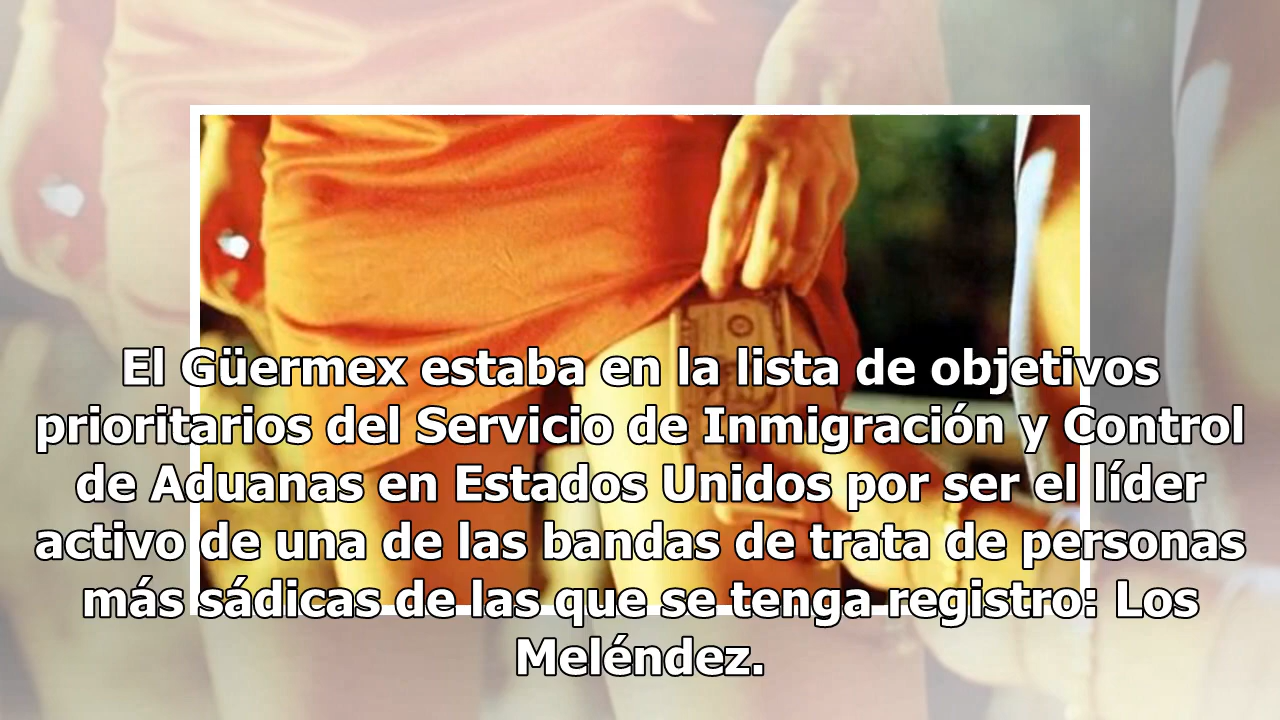 El Güermex estaba en la lista de objetivos
prioritarios del Servicio de Inmigración y Control
de Aduanas en Estados Unidos por ser el líder
activo de una de las bandas de trata de personas
más sádicas de las que se tenga registro: Los
Meléndez.